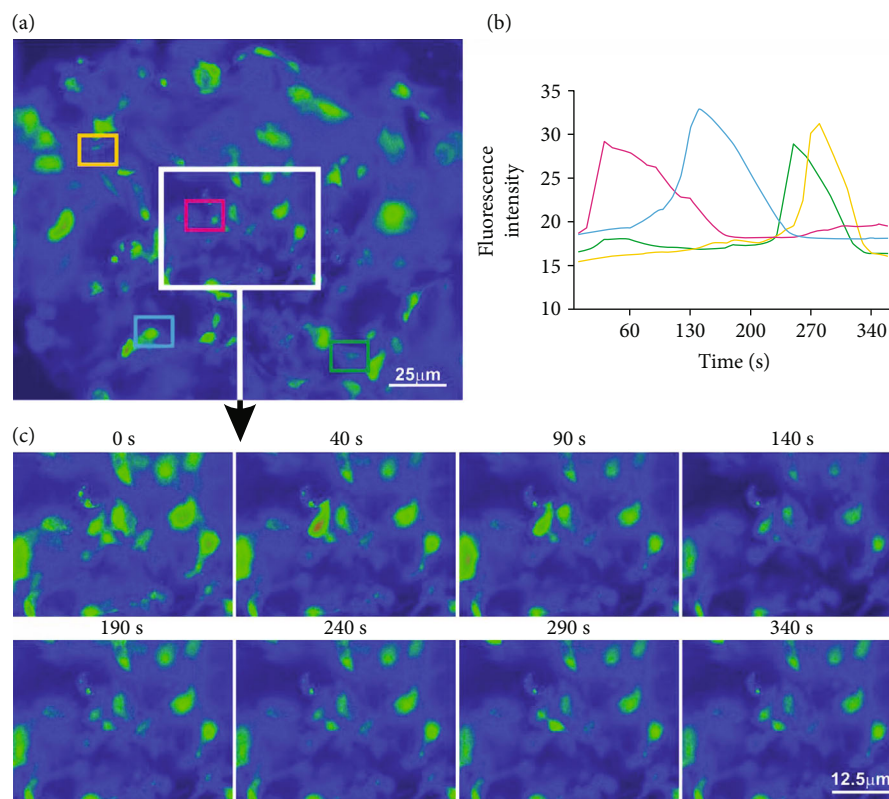 (a)
25μm
(b)
Fluorescence
intensity
35
30
25
20
15
10
60 130 200 270 340
Time (s)
(c)
0 s 40 s 90 s 140 s
190 s 240 s 290 s 340 s
12.5μm